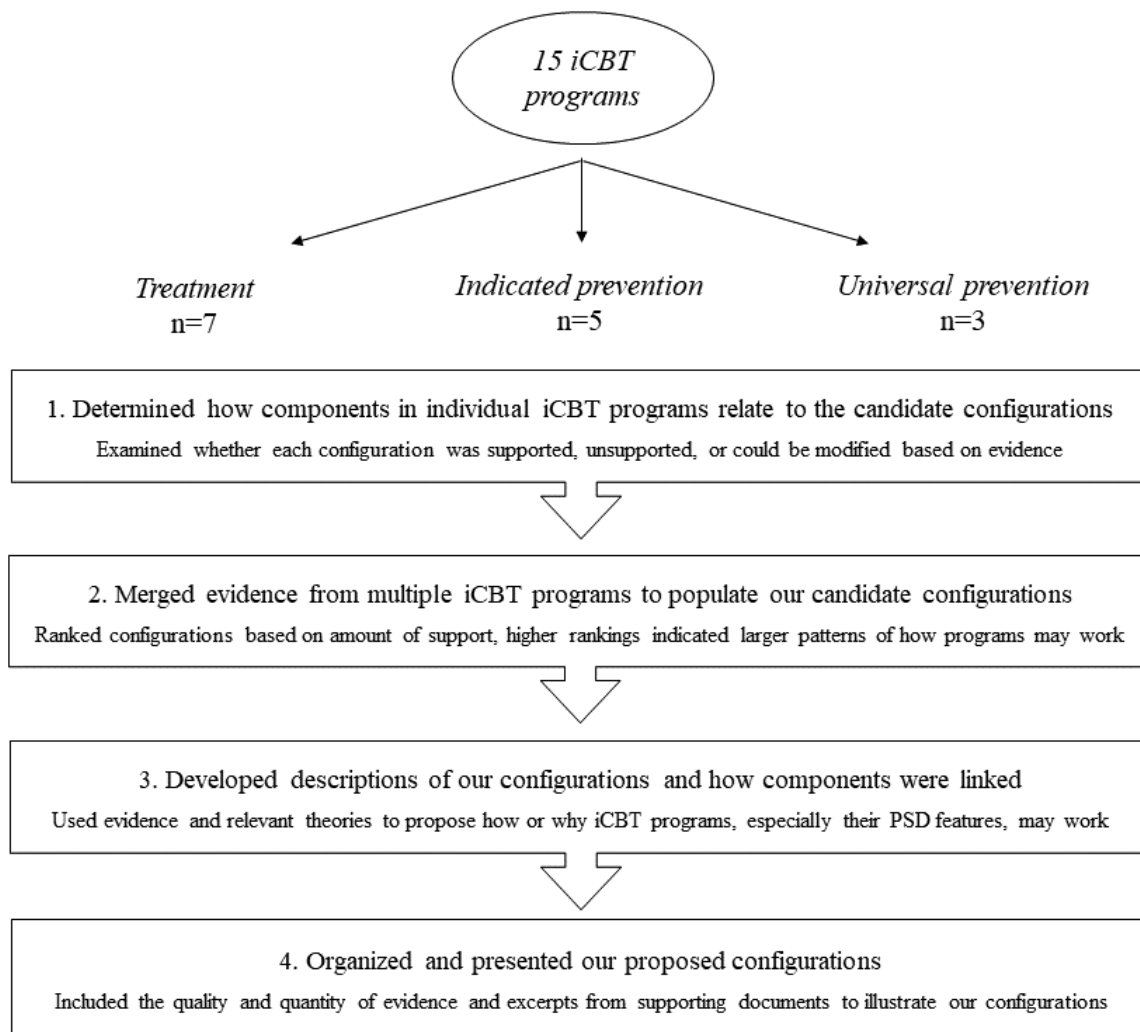 15 iCBT
programs
Treatment
n=7
Indicated prevention
n=5
Universal prevention
n=3
1. Determined how components in individual iCBT programs relate to the candidate configurations
Examined whether each configuration was supported, unsupported, or could be modified based on evidence
2. Merged evidence from multiple iCBT programs to populate our candidate configurations
Ranked configurations based on amount of support, higher rankings indicated larger patterns of how programs may work
3. Developed descriptions of our configurations and how components were linked
Used evidence and relevant theories to propose how or why iCBT programs, especially their PSD features, may work
4. Organized and presented our proposed configurations
Included the quality and quantity of evidence and excerpts from supporting documents to illustrate our configurations